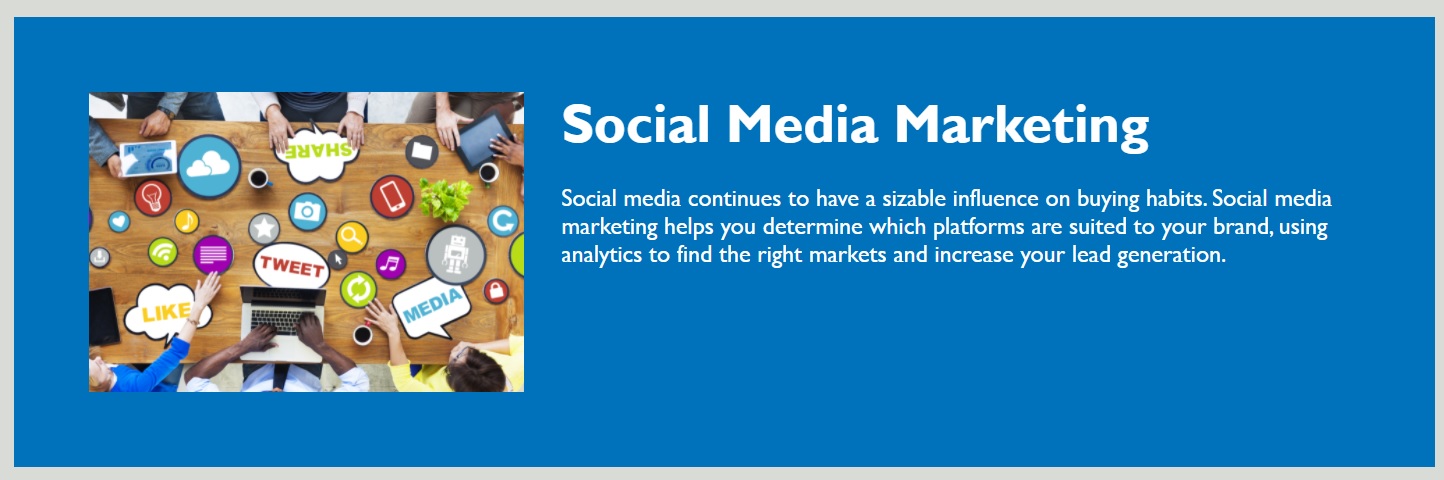 Social Media Marketing
Social media continues to have a sizable influence on buying habits. Social media
marketing helps you determine which platforms are suited to your brand, using
analytics to find the right markets and increase your lead generation.
SHARE
TWEET
LIKE
MEDIA